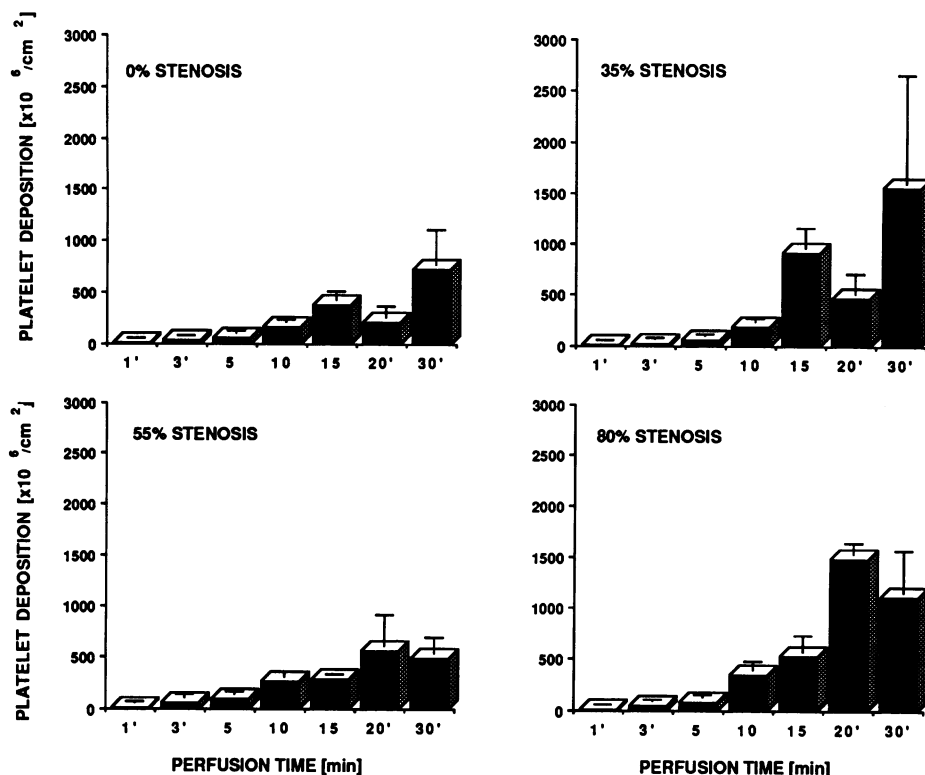 PLATELET DEPOSITION [x10 6/cm 2]
3000
2500
2000
1500
1000
500
0
0% STENOSIS
1' 3' 5 10 15 20' 30'
3000
2500
2000
1500
1000
500
0
35% STENOSIS
1' 3' 5 10 15 20' 30'
PLATELET DEPOSITION [x10 6/cm 2]
3000
2500
2000
1500
1000
500
0
55% STENOSIS
1' 3' 5 10 15 20' 30'
PERFUSION TIME [min]
3000
2500
2000
1500
1000
500
0
80% STENOSIS
1' 3' 5 10 15 20' 30'
PERFUSION TIME [min]